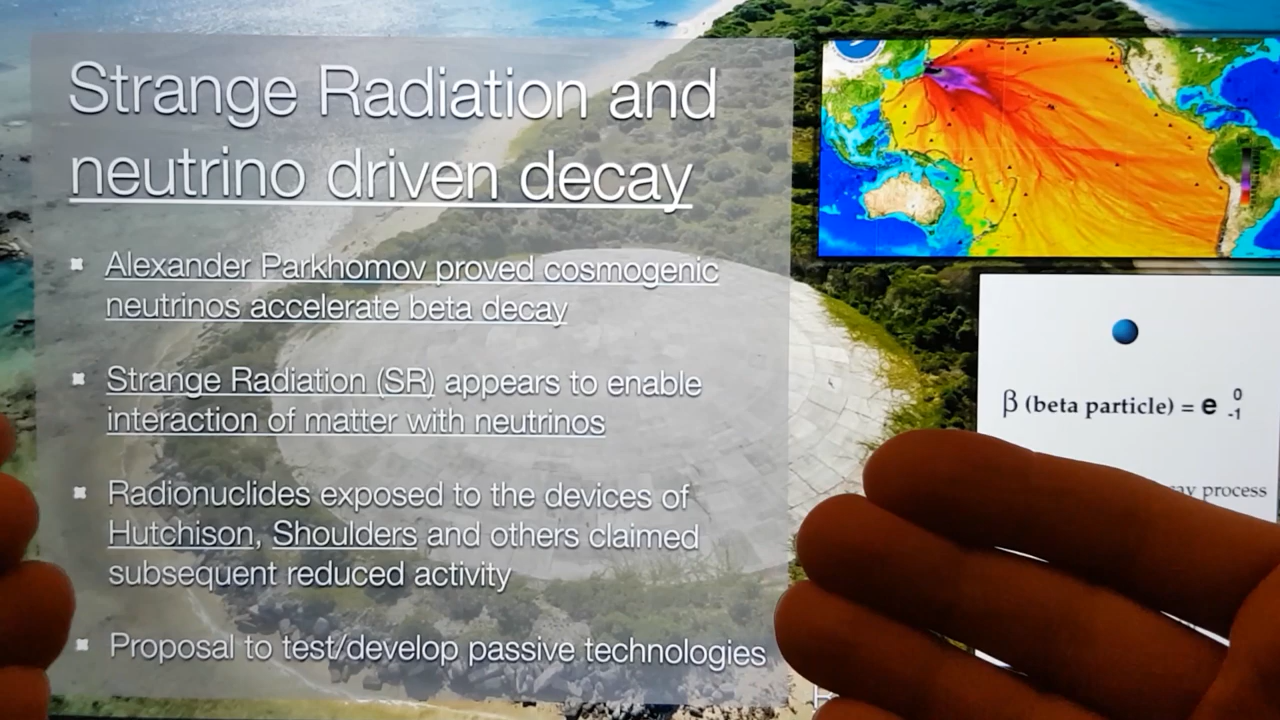 Strange Radiation and
neutrino driven decay
Alexander Parkhomov proved cosmogenic
neutrinos accelerate beta decay
Strange Radiation (SR) appears to enable
interaction of matter with neutrinos
Radionuclides exposed to the devices of
Hutchison, Shoulders and others claimed
subsequent reduced activity
Proposal to test/develop passive technologies
β (beta particle) = e 0 -1
process